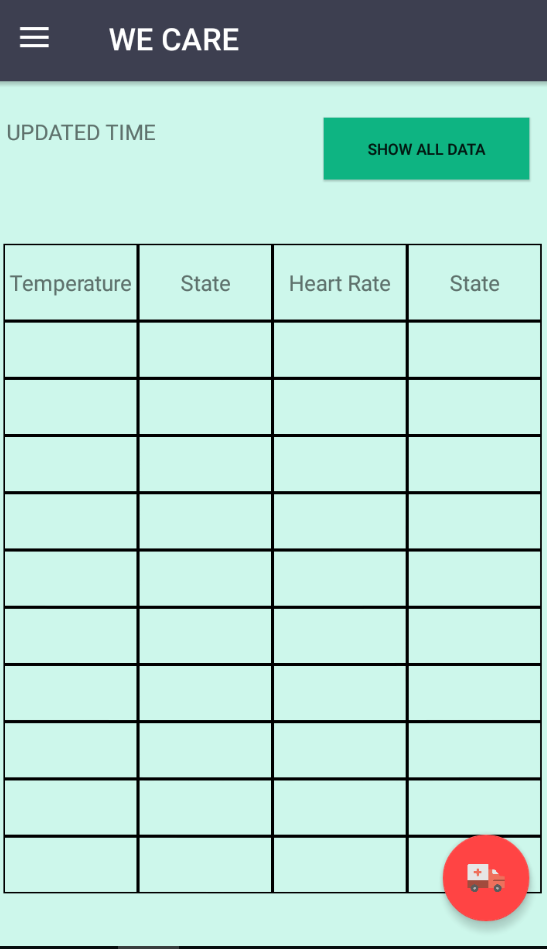 WE CARE
UPDATED TIME
SHOW ALL DATA
Temperature State Heart Rate State